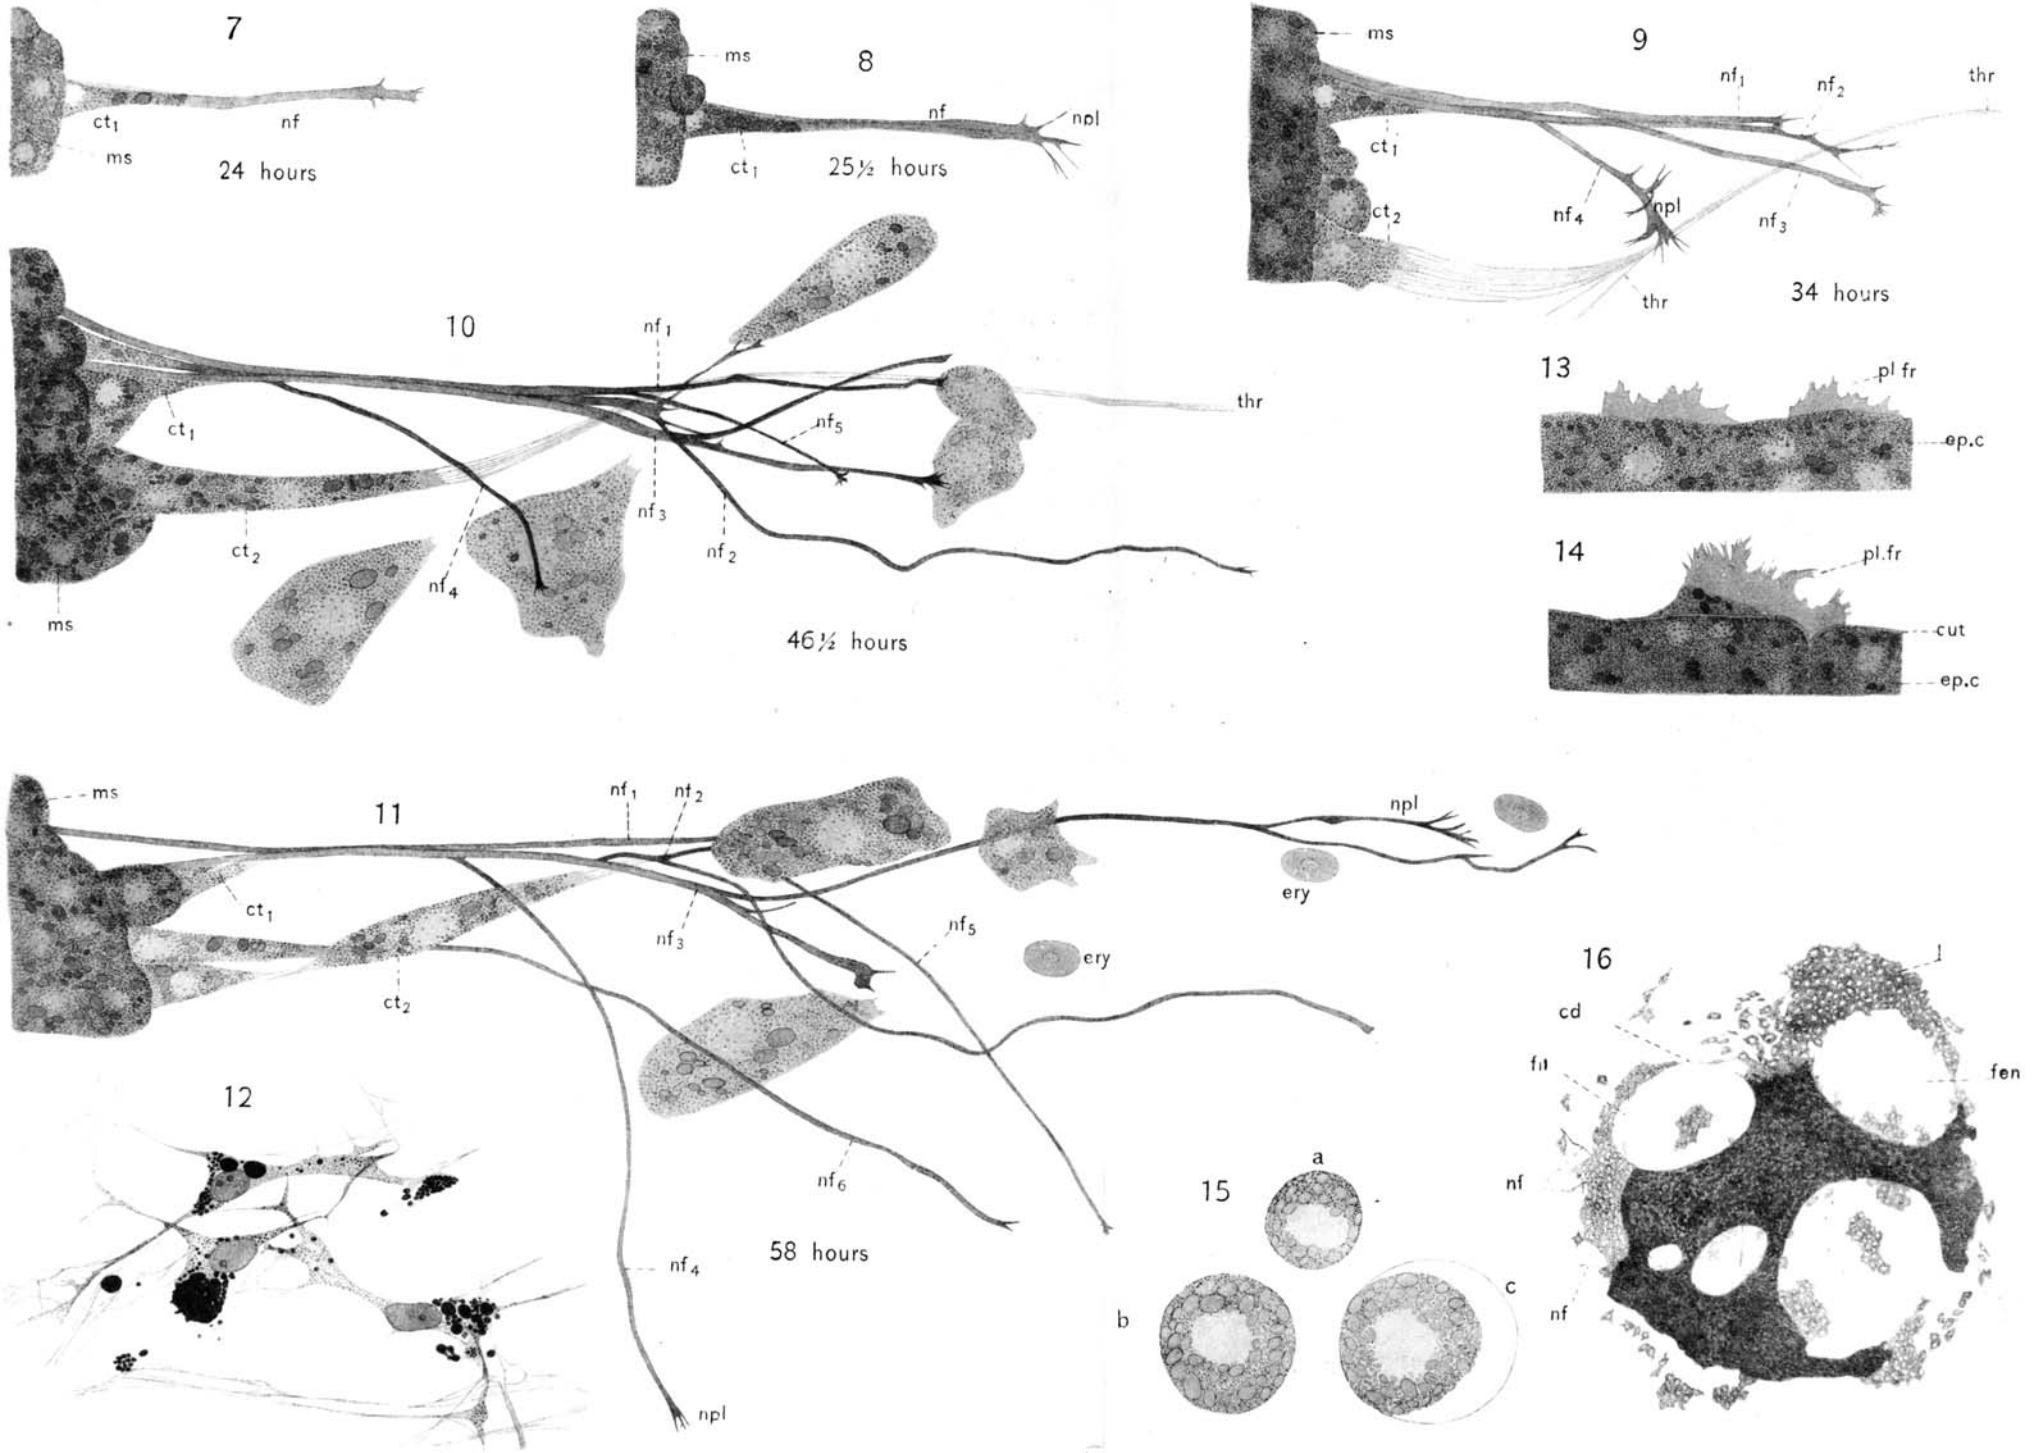 7
ct₁
nf
ms
24 hours
8
ms
nf
npl
ct₁
25½ hours
9
ms
nf₁
nf₂
thr
ct₁
ct₂
nf₄
npl
nf₃
thr
34 hours
10
nf₁
thr
ct₁
nf₅
nf₃
ct₂
nf₂
nf₄
ms
46½ hours
13
pl fr
ep.c
14
pl.fr
cut
ep.c
11
ms
nf₁
nf₂
npl
ery
ct₁
nf₃
nf₅
ery
ct₂
nf₆
58 hours
nf₄
npl
12
15
a
b
c
16
l
cd
fen
nf
nf